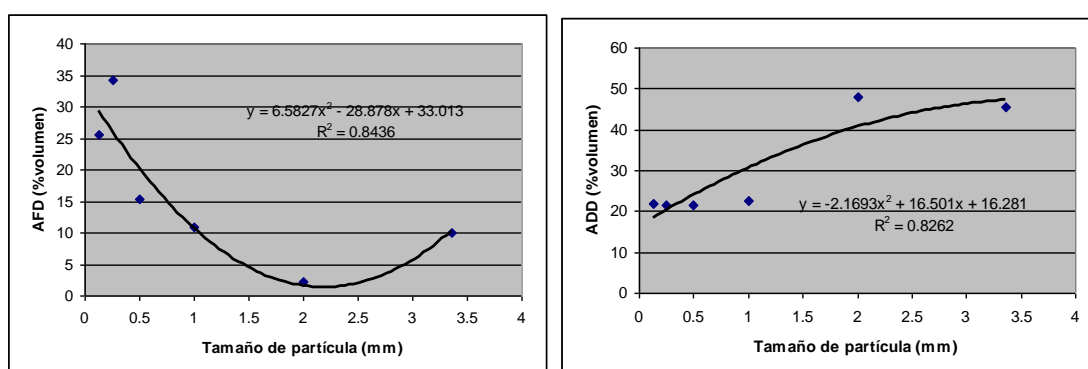 40
35
30
25
20
15
10
5
0
AFD (%volumen)
y = 6.5827x² - 28.878x + 33.013
R² = 0.8436
0 0.5 1 1.5 2 2.5 3 3.5 4
Tamaño de partícula (mm)
60
50
40
30
20
10
0
ADD (%volumen)
y = -2.1693x² + 16.501x + 16.281
R² = 0.8262
0 0.5 1 1.5 2 2.5 3 3.5 4
Tamaño de partícula (mm)